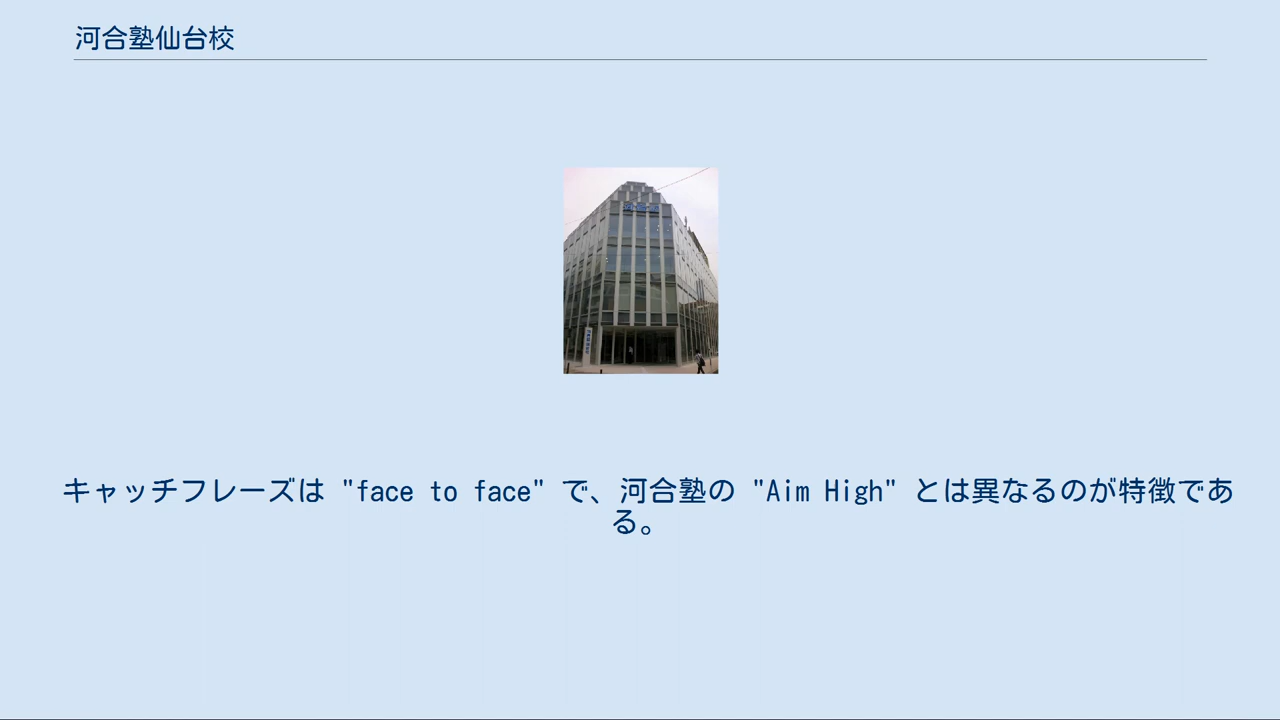 河合塾仙台校
キャッチフレーズは "face to face" で、河合塾の "Aim High" とは異なるのが特徴であ
る。